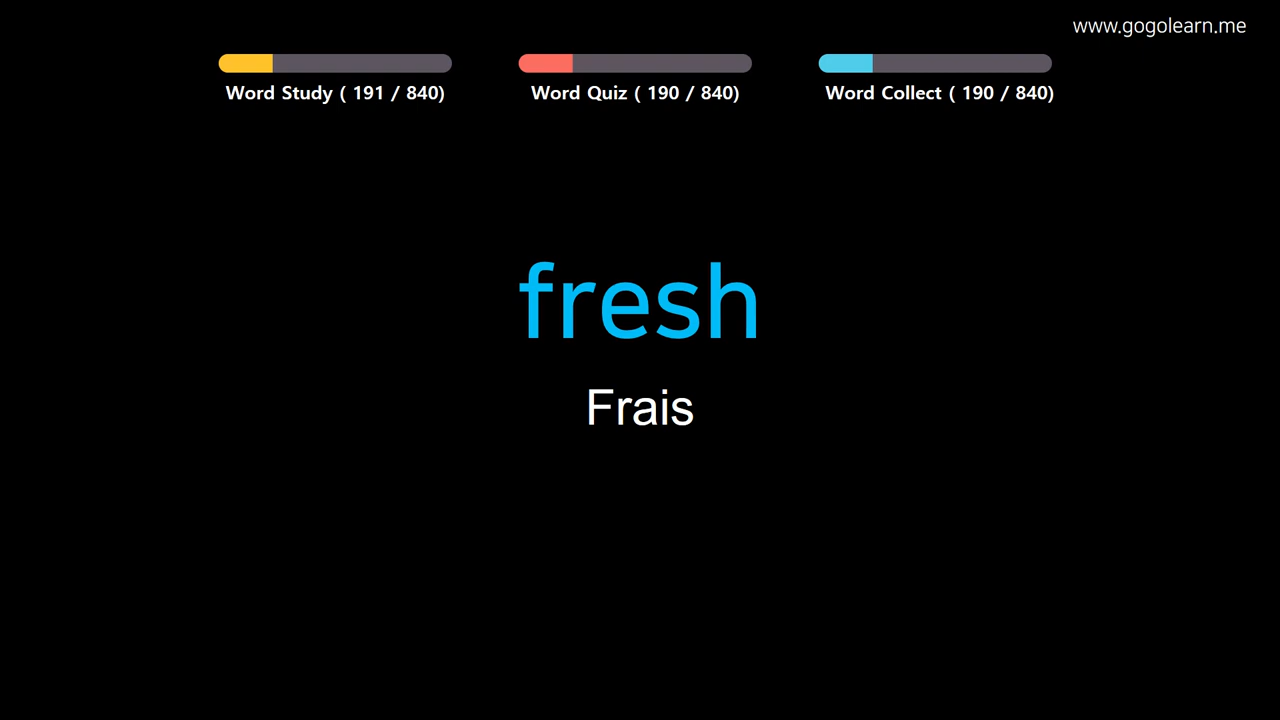 www.gogolearn.me
Word Study ( 191 / 840)
Word Quiz ( 190 / 840)
Word Collect ( 190 / 840)
fresh
Frais